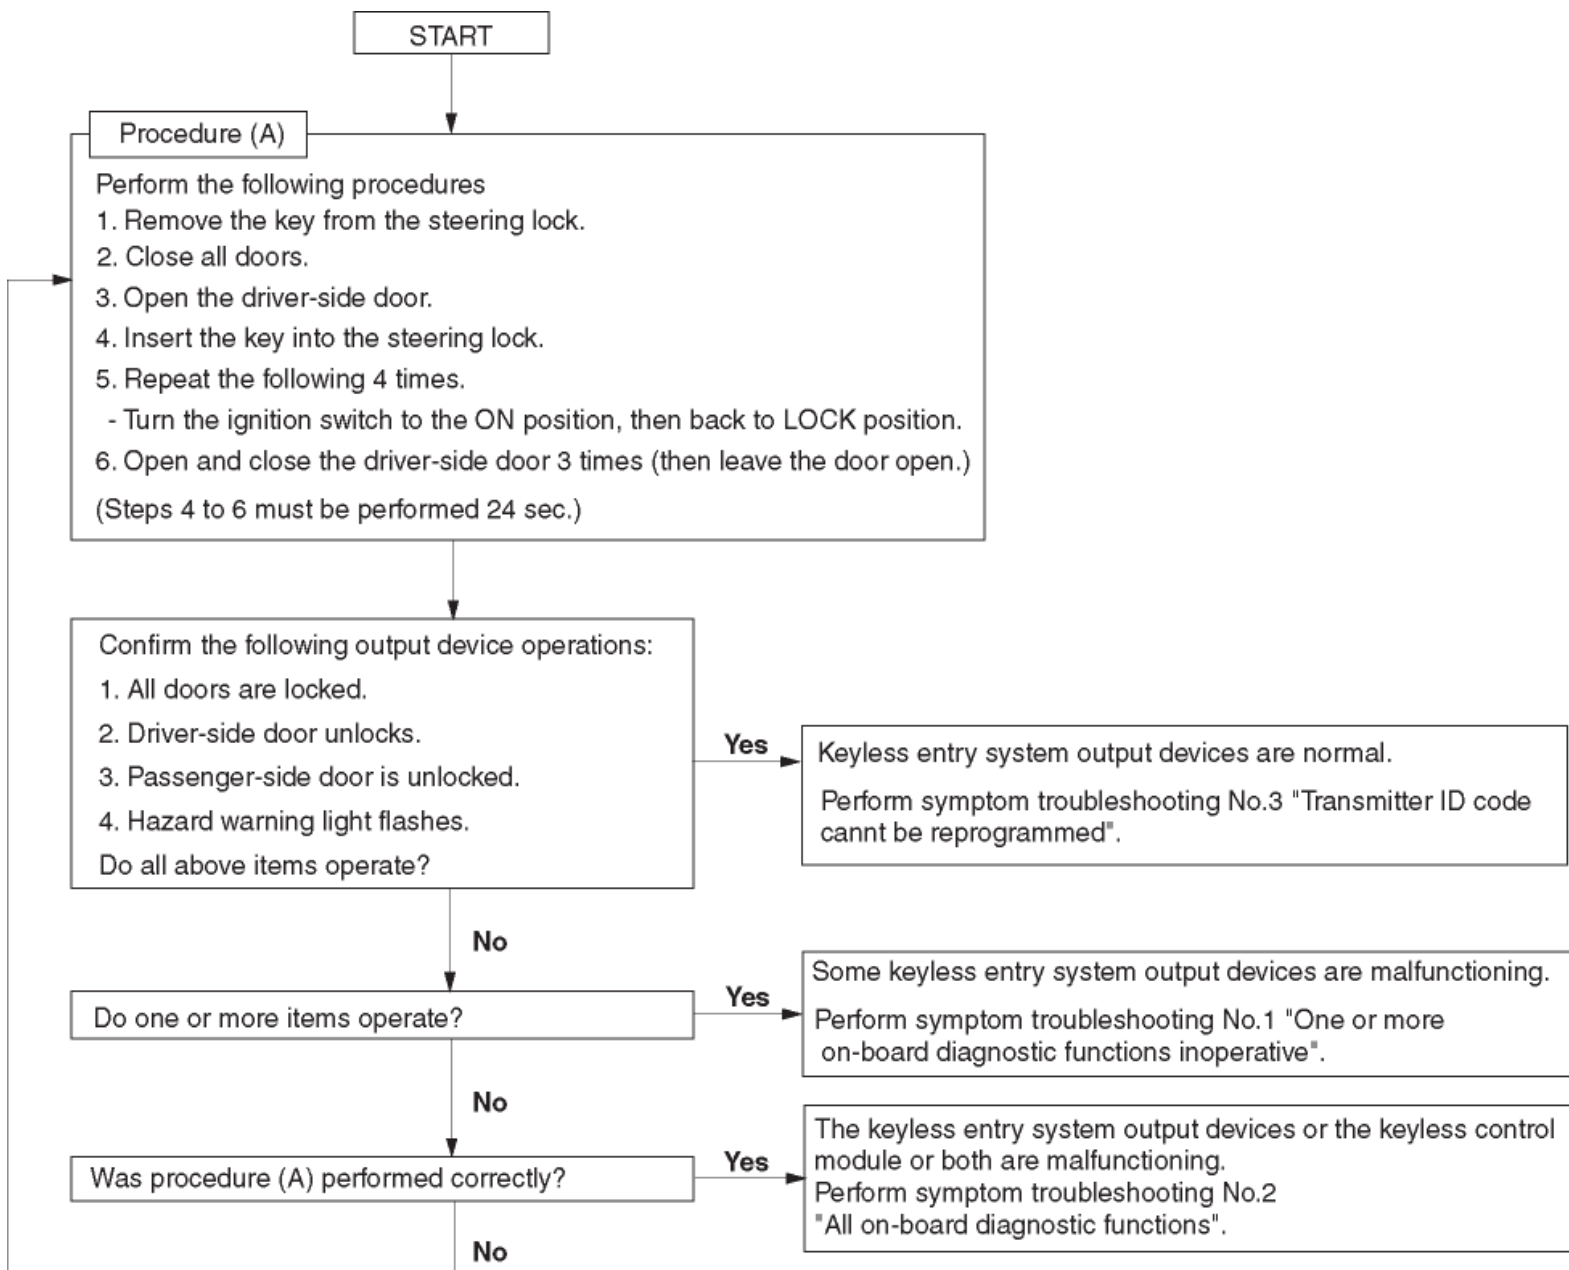 START
Procedure (A)
Perform the following procedures
1. Remove the key from the steering lock.
2. Close all doors.
3. Open the driver-side door.
4. Insert the key into the steering lock.
5. Repeat the following 4 times.
- Turn the ignition switch to the ON position, then back to LOCK position.
6. Open and close the driver-side door 3 times (then leave the door open.)
(Steps 4 to 6 must be performed 24 sec.)
Confirm the following output device operations:
1. All doors are locked.
2. Driver-side door unlocks.
3. Passenger-side door is unlocked.
4. Hazard warning light flashes.
Do all above items operate?
Yes
Keyless entry system output devices are normal.
Perform symptom troubleshooting No.3 "Transmitter ID code
cannt be reprogrammed".
No
Do one or more items operate?
Yes
Some keyless entry system output devices are malfunctioning.
Perform symptom troubleshooting No.1 "One or more
on-board diagnostic functions inoperative".
No
Was procedure (A) performed correctly?
Yes
The keyless entry system output devices or the keyless control
module or both are malfunctioning.
Perform symptom troubleshooting No.2
"All on-board diagnostic functions".
No